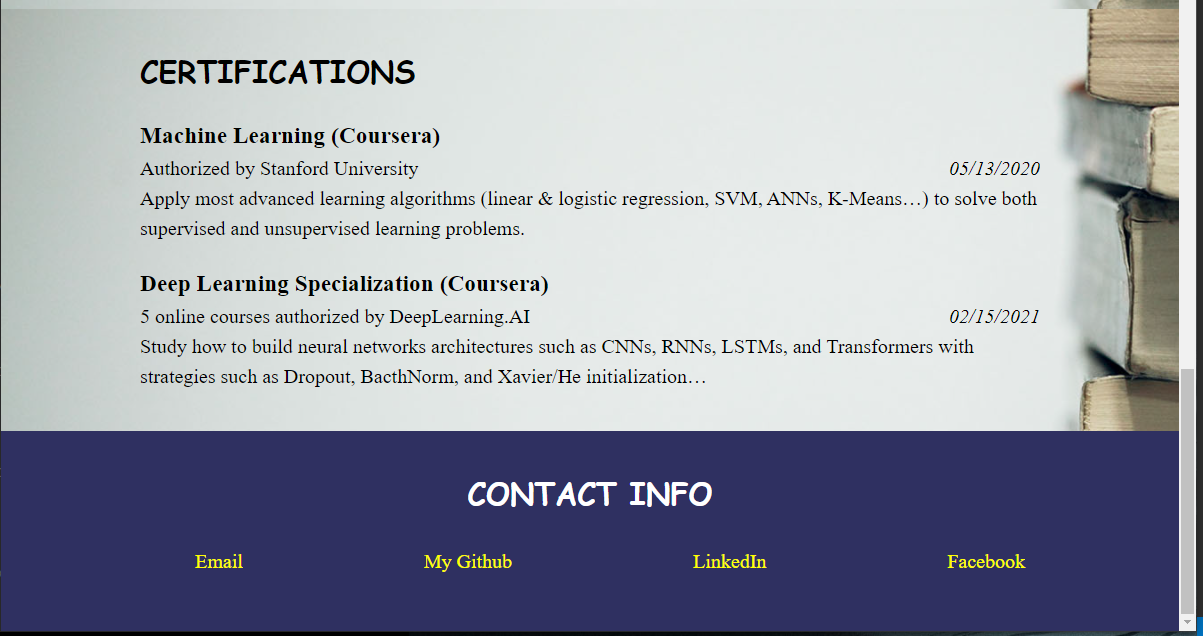 CERTIFICATIONS
Machine Learning (Coursera)
Authorized by Stanford University 05/13/2020
Apply most advanced learning algorithms (linear & logistic regression, SVM, ANNs, K-Means…) to solve both
supervised and unsupervised learning problems.
Deep Learning Specialization (Coursera)
5 online courses authorized by DeepLearning.AI 02/15/2021
Study how to build neural networks architectures such as CNNs, RNNs, LSTMs, and Transformers with
strategies such as Dropout, BacthNorm, and Xavier/He initialization…
CONTACT INFO
Email My Github LinkedIn Facebook